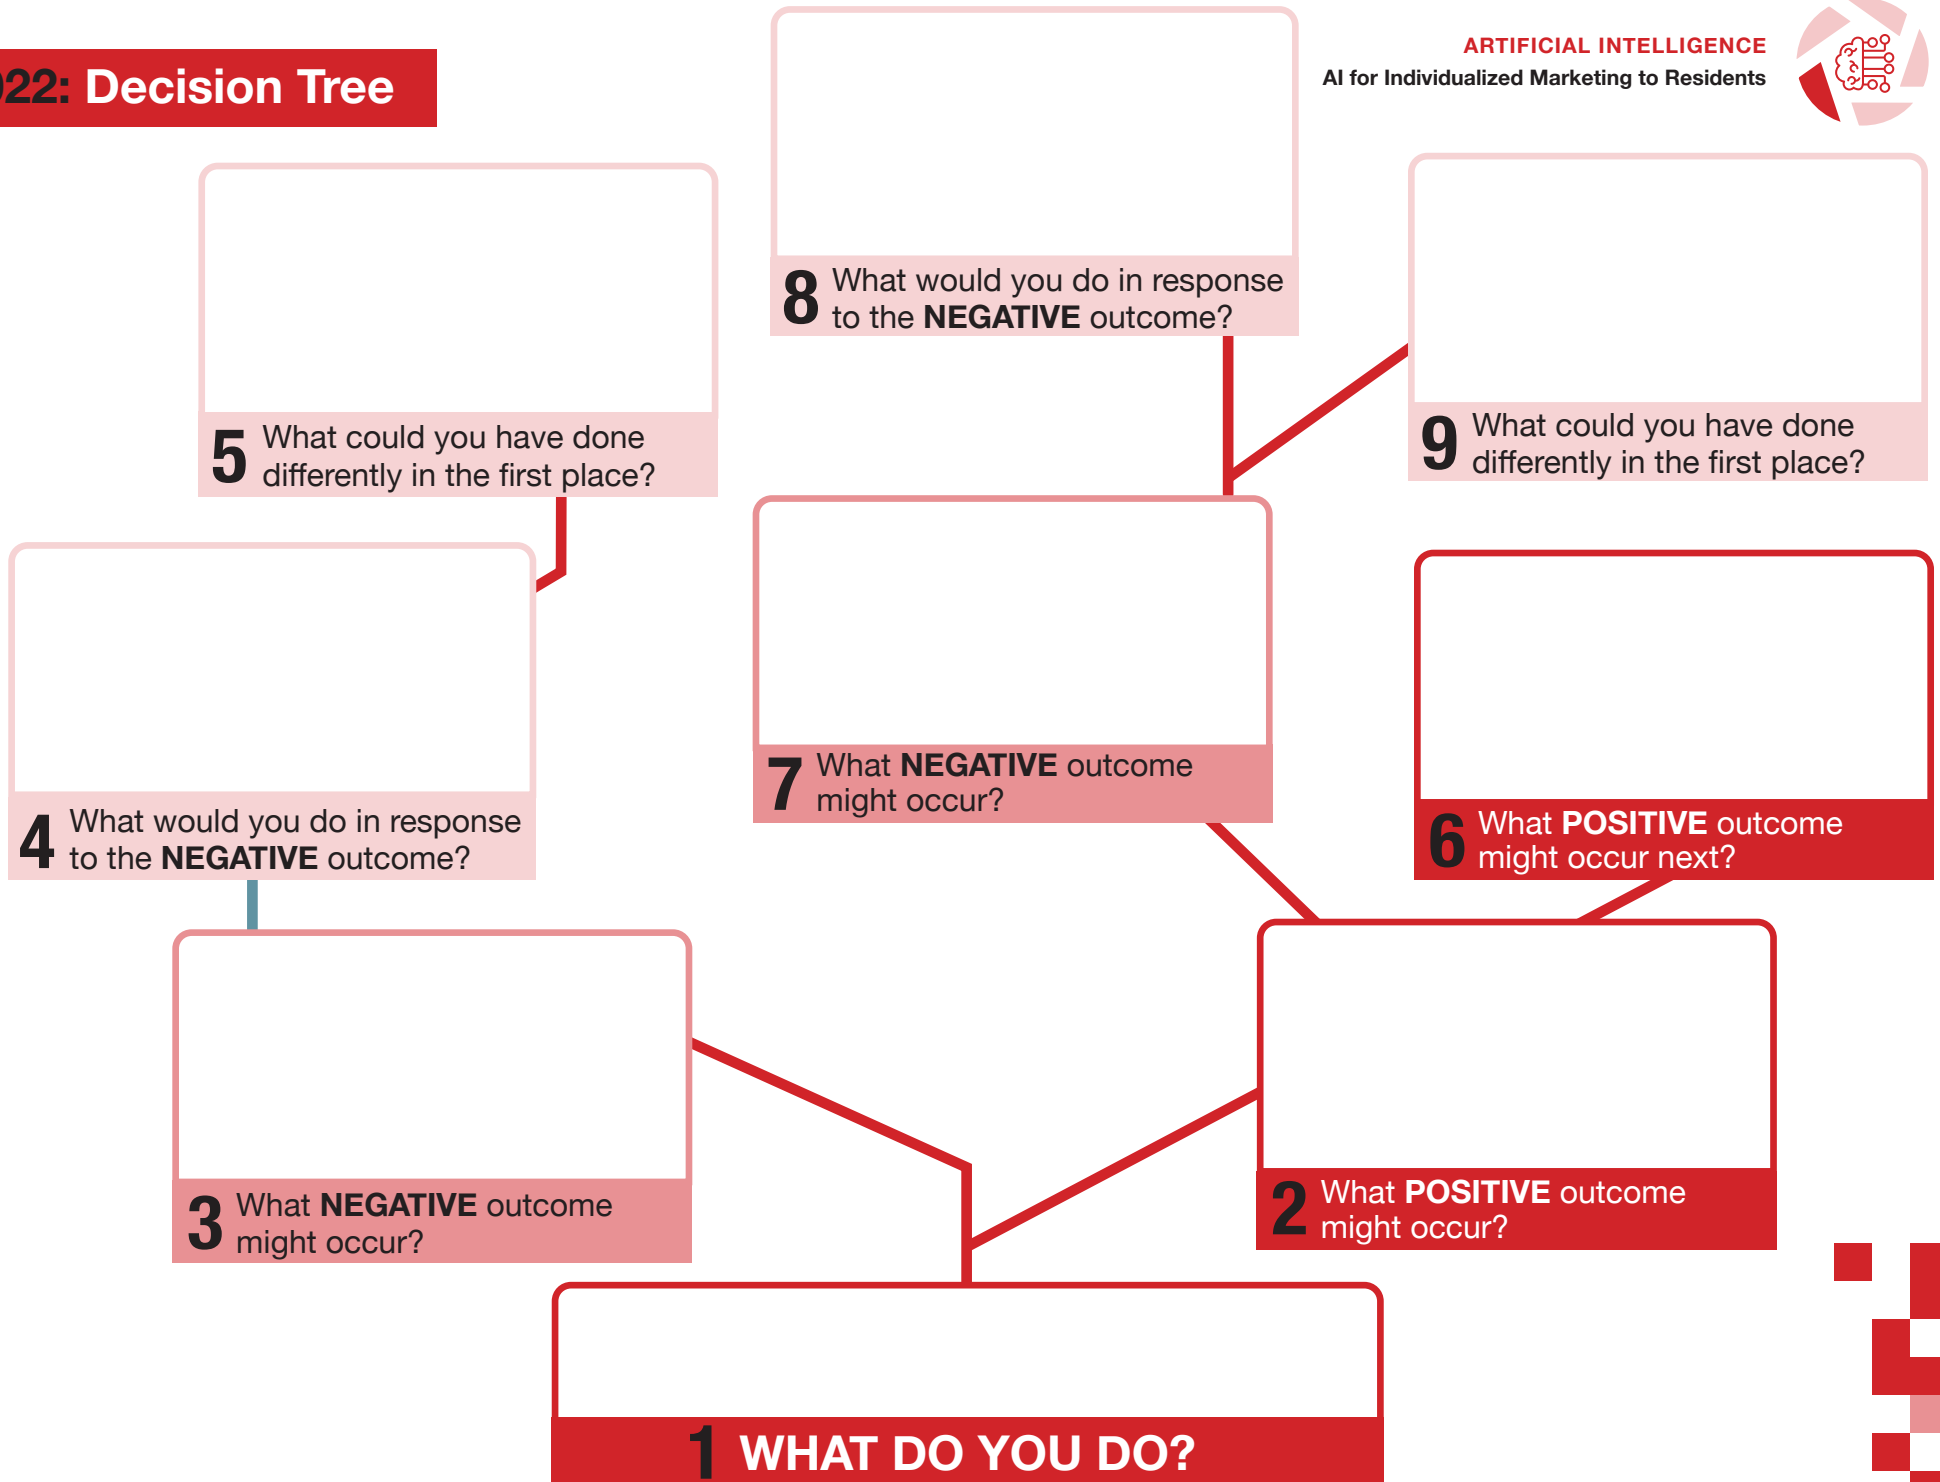 22: Decision Tree
ARTIFICIAL INTELLIGENCE
AI for Individualized Marketing to Residents
8 What would you do in response
to the NEGATIVE outcome?
5 What could you have done
differently in the first place?
9 What could you have done
differently in the first place?
4 What would you do in response
to the NEGATIVE outcome?
7 What NEGATIVE outcome
might occur?
6 What POSITIVE outcome
might occur next?
3 What NEGATIVE outcome
might occur?
2 What POSITIVE outcome
might occur?
1 WHAT DO YOU DO?